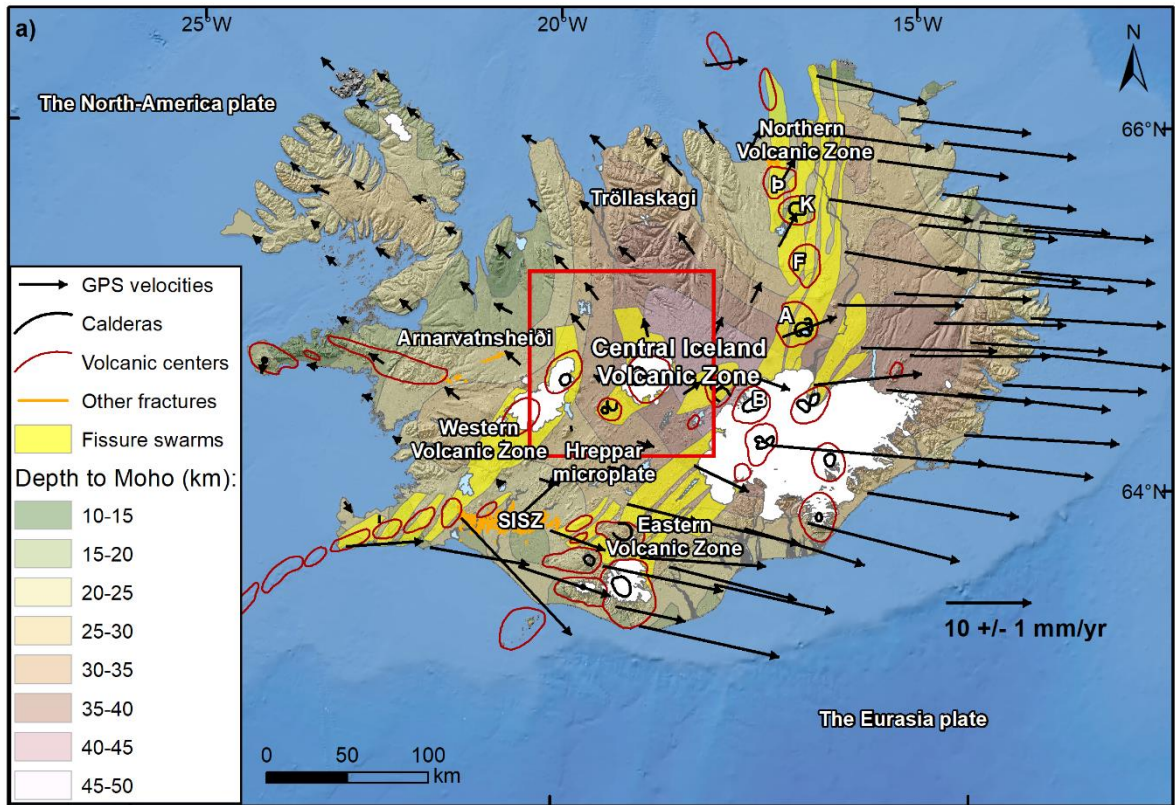 a)
25°W
20°W
15°W
N
The North-America plate
66°N
Northern
Volcanic Zone
Þ
Tröllaskagi
K
F
GPS velocities
Calderas
Volcanic centers
Other fractures
Fissure swarms
Depth to Moho (km):
10-15
15-20
20-25
25-30
30-35
35-40
40-45
45-50
A
Arnarvatnsheiði
Central Iceland
Volcanic Zone
B
Western
Volcanic Zone
Hreppar
microplate
64°N
SISZ
Eastern
Volcanic Zone
10 +/- 1 mm/yr
The Eurasia plate
0 50 100
km